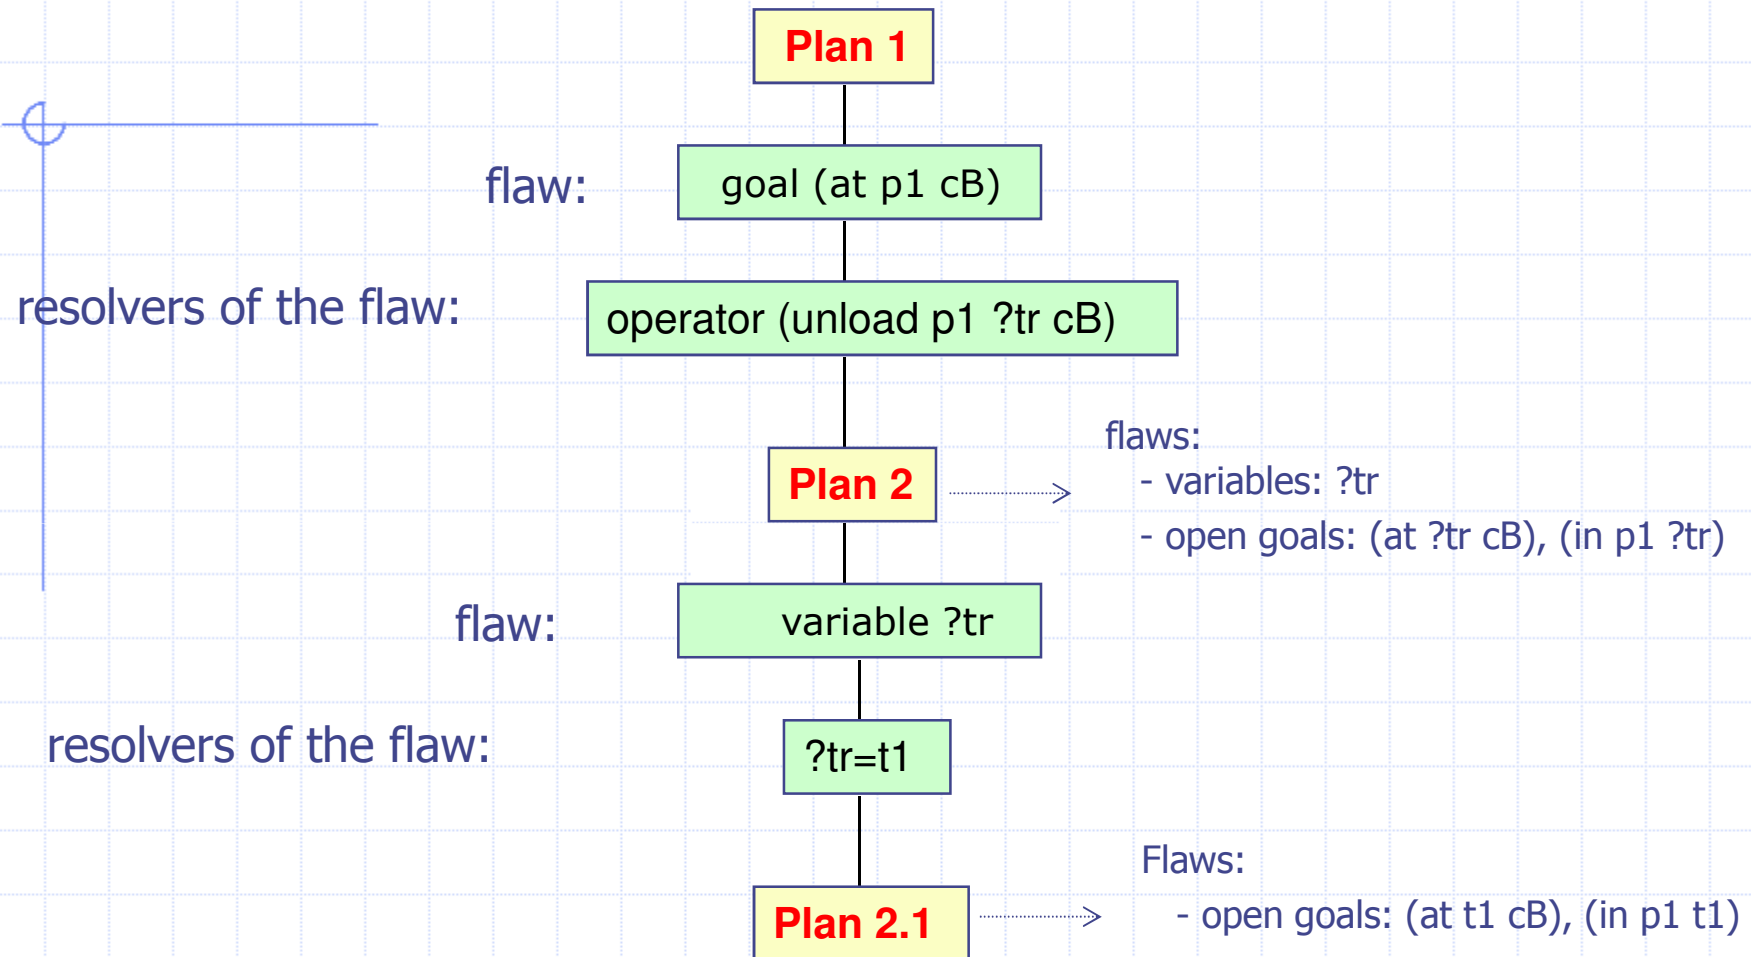 Plan 1
flaw: goal (at p1 cB)
resolvers of the flaw: operator (unload p1 ?tr cB)
flaws:
Plan 2 - variables: ?tr
- open goals: (at ?tr cB), (in p1 ?tr)
flaw: variable ?tr
resolvers of the flaw: ?tr=t1
Flaws:
Plan 2.1 - open goals: (at t1 cB), (in p1 t1)